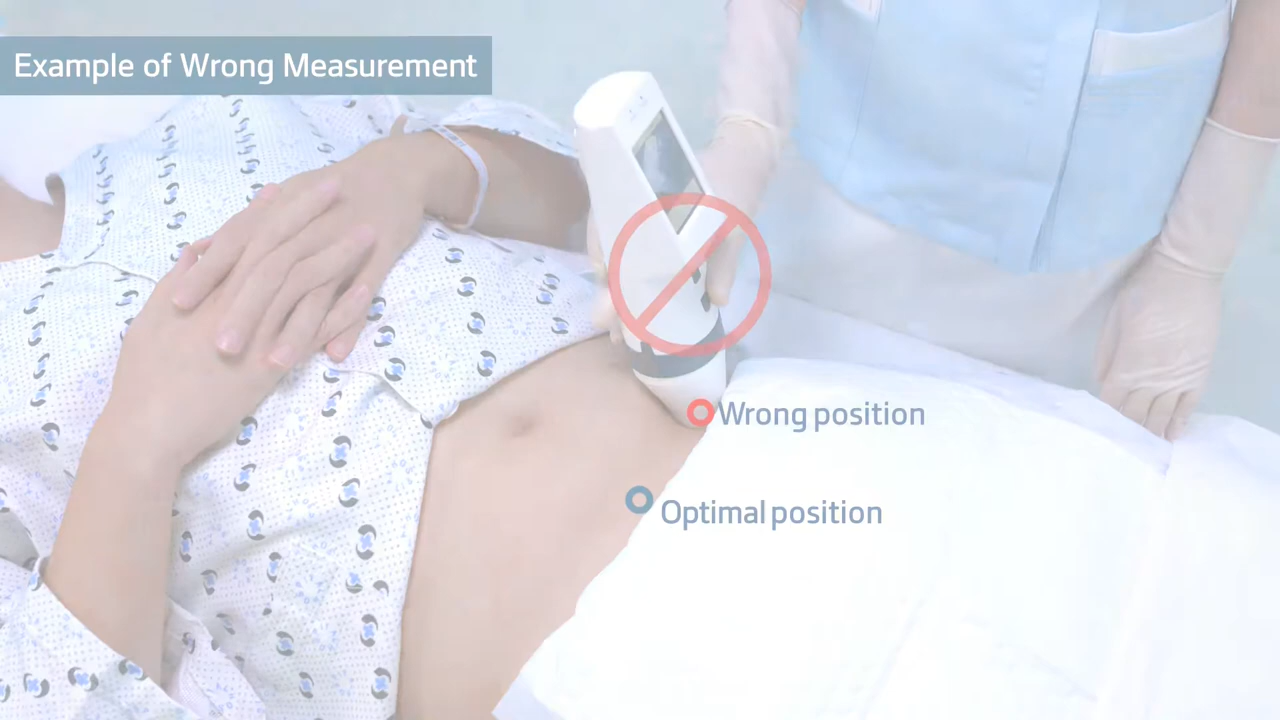 Example of Wrong Measurement
Wrong position
Optimal position